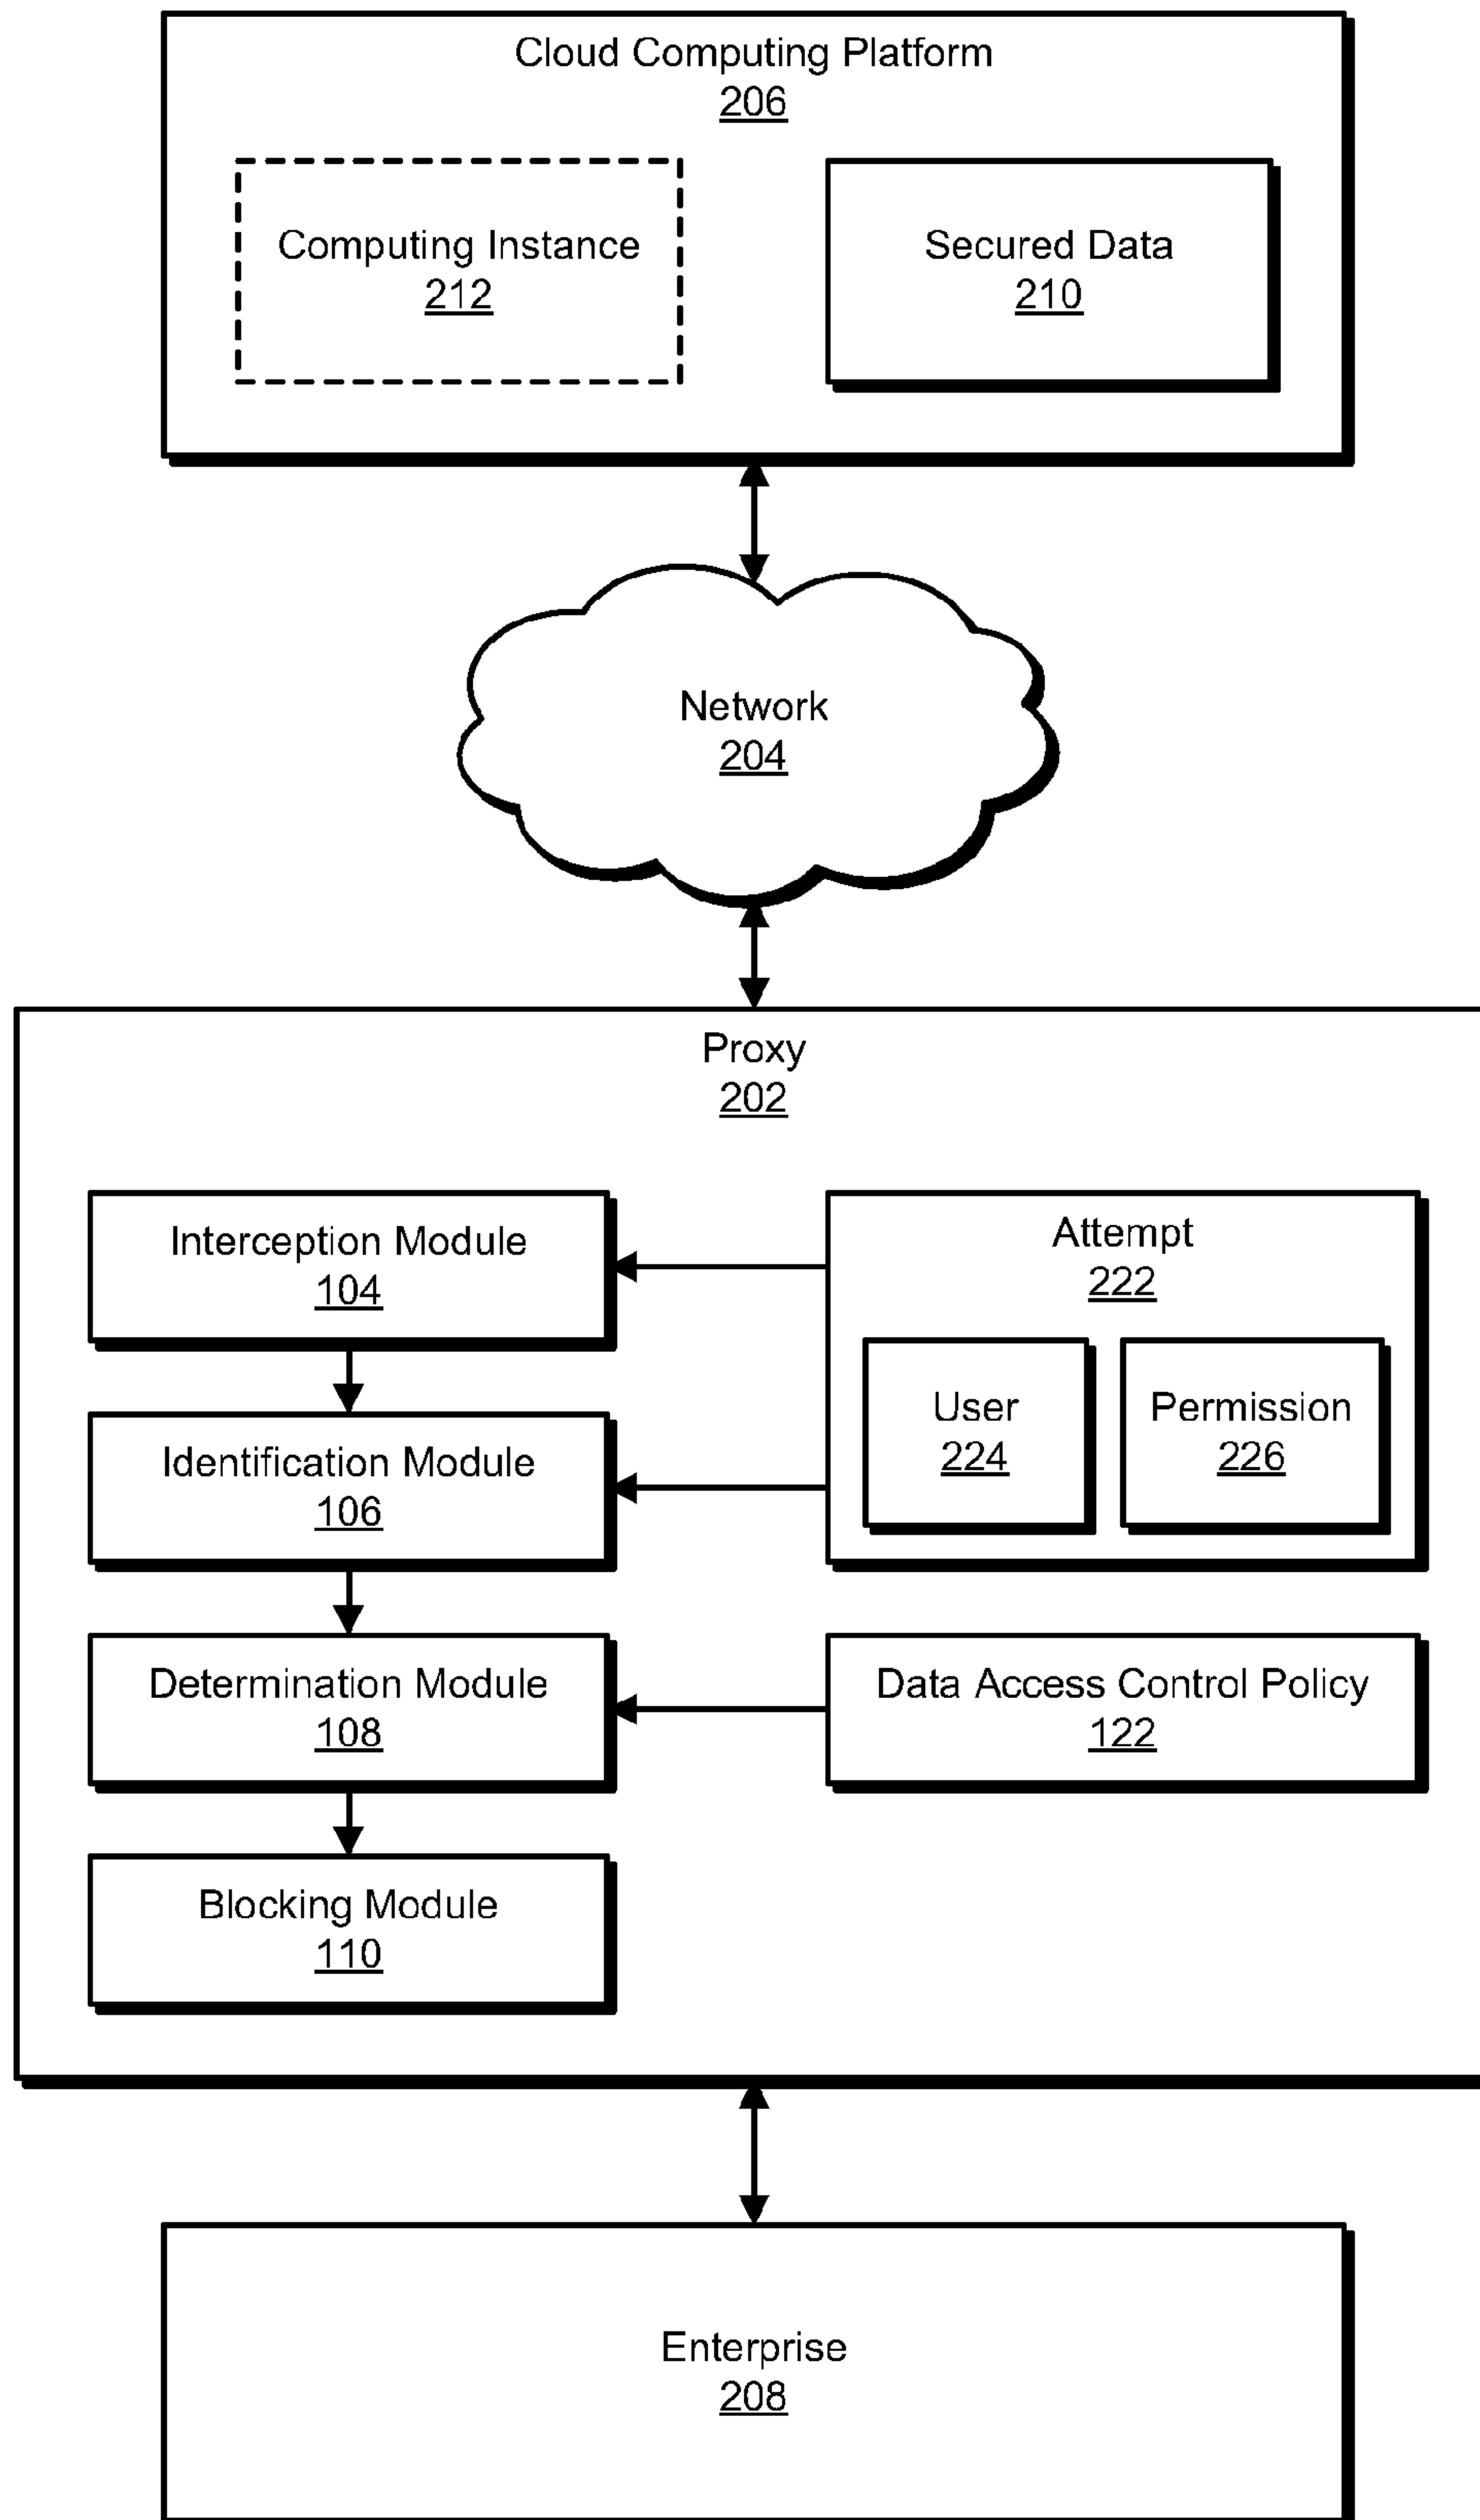 Cloud Computing Platform
206
Computing Instance
212
Secured Data
210
Network
204
Proxy
202
Interception Module
104
Attempt
222
User
224
Permission
226
Identification Module
106
Determination Module
108
Data Access Control Policy
122
Blocking Module
110
Enterprise
208